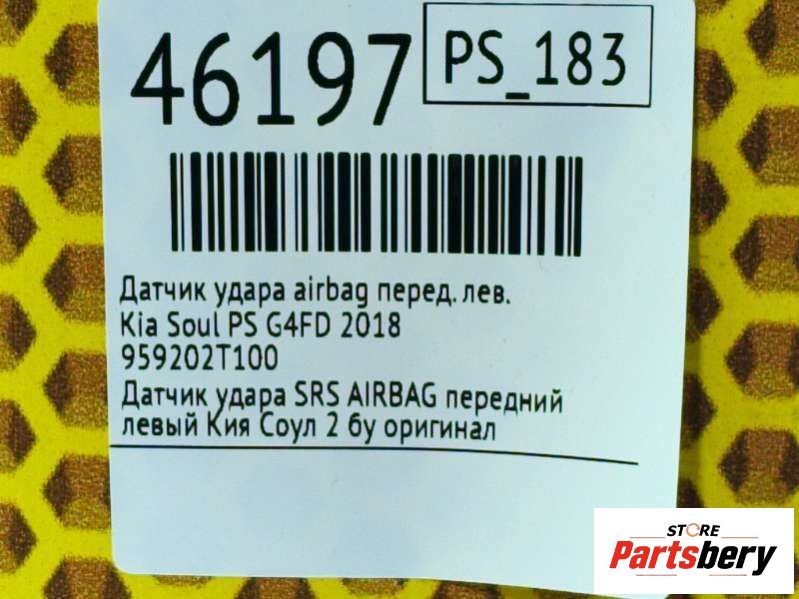 46197
PS_183
Датчик удара airbag перед. лев.
Kia Soul PS G4FD 2018
959202T100
Датчик удара SRS AIRBAG передний
левый Кия Соул 2 бу оригинал
STORE
Partsbery